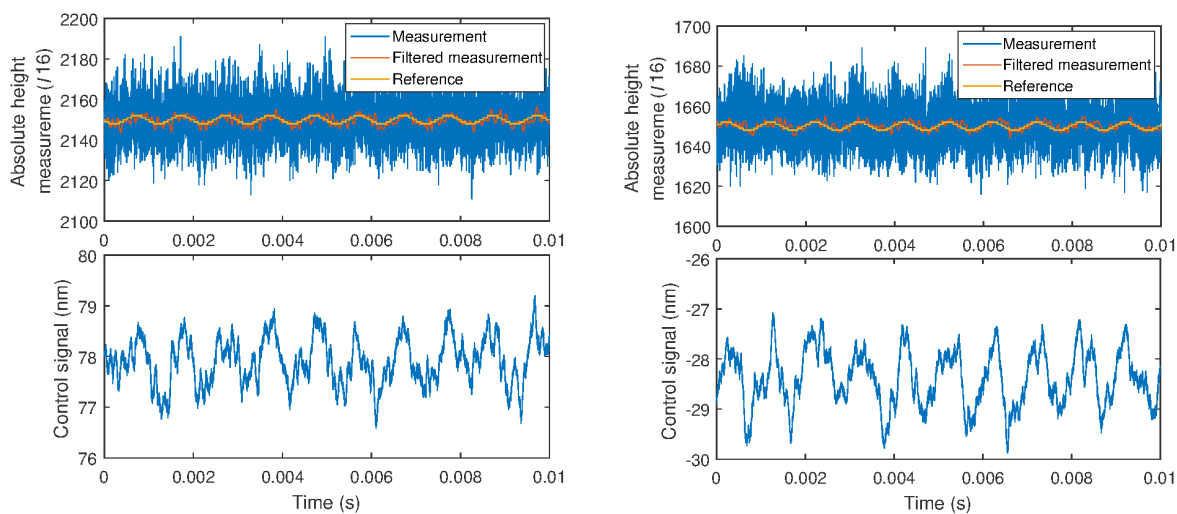 Absolute height
measureme (I / 16)
2200
2180
2160
2140
2120
2100
Measurement
Filtered measurement
Reference
0 0.002 0.004 0.006 0.008 0.01
Control signal (nm)
80
79
78
77
76
0 0.002 0.004 0.006 0.008 0.01
Time (s)
Absolute height
measureme (I / 16)
1700
1680
1660
1640
1620
1600
Measurement
Filtered measurement
Reference
0 0.002 0.004 0.006 0.008 0.01
Control signal (nm)
-26
-27
-28
-29
-30
0 0.002 0.004 0.006 0.008 0.01
Time (s)